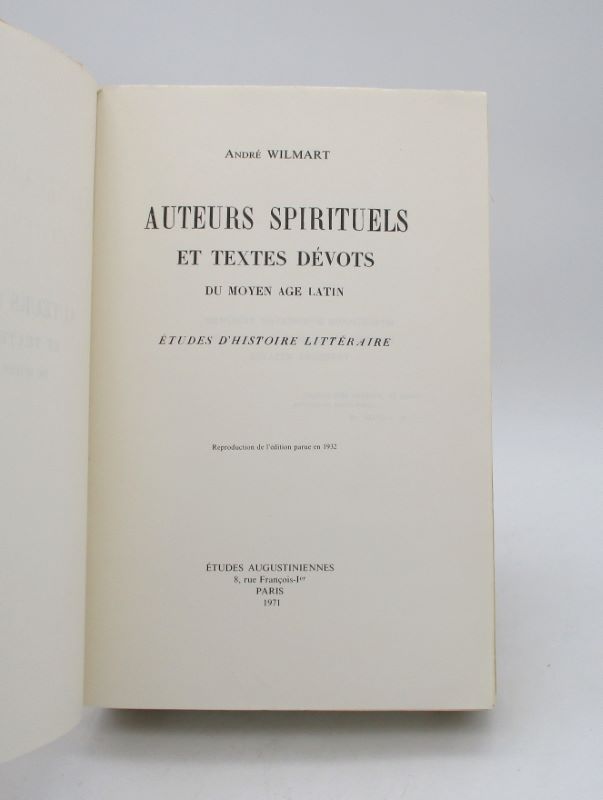 ANDRÉ WILMART
AUTEURS SPIRITUELS
ET TEXTES DÉVOTS
DU MOYEN AGE LATIN
ÉTUDES D'HISTOIRE LITTÉRAIRE
Reproduction de l'édition parue en 1932
ÉTUDES AUGUSTINIENNES
8, rue François-Ier
PARIS
1971